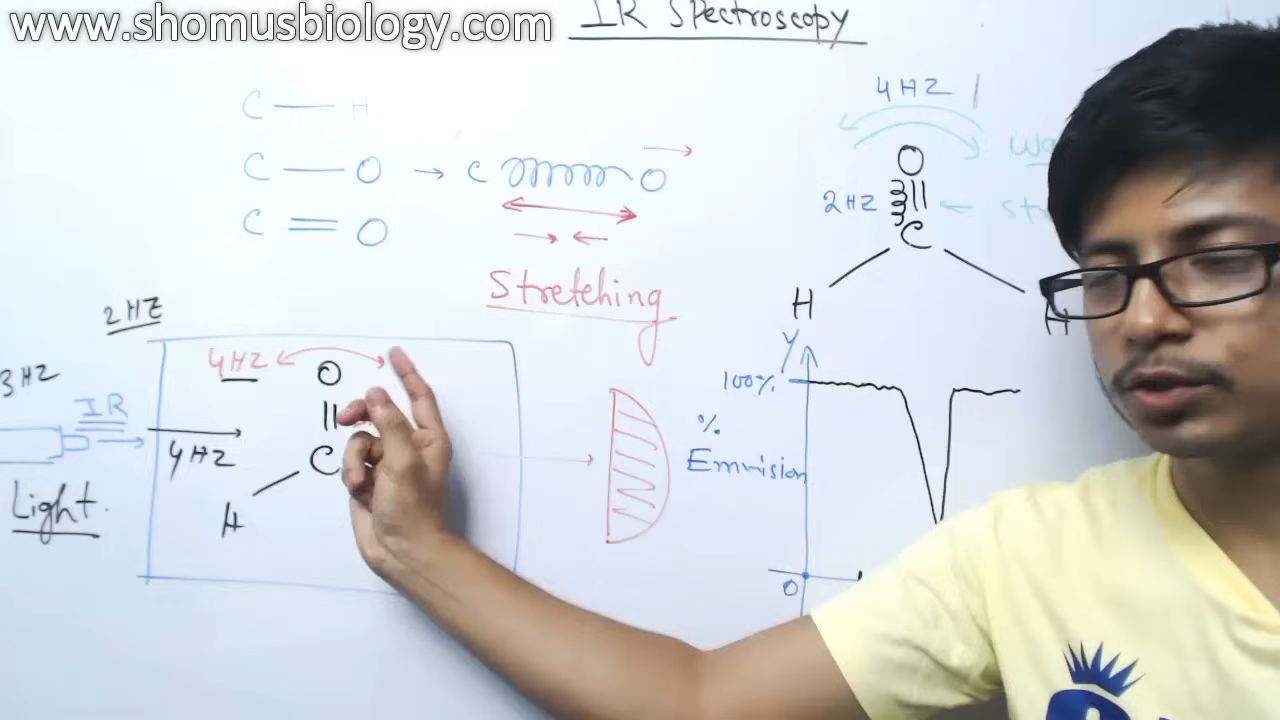 www.shomusbiology.com
IR Spectroscopy
C — H
C — O → C O
C = O
Stretching
4HZ
O
2HZ
C
H
H
2HZ
3HZ
IR
Light.
4HZ
O
4HZ
C
H
Y
100%
%
Emmision
0